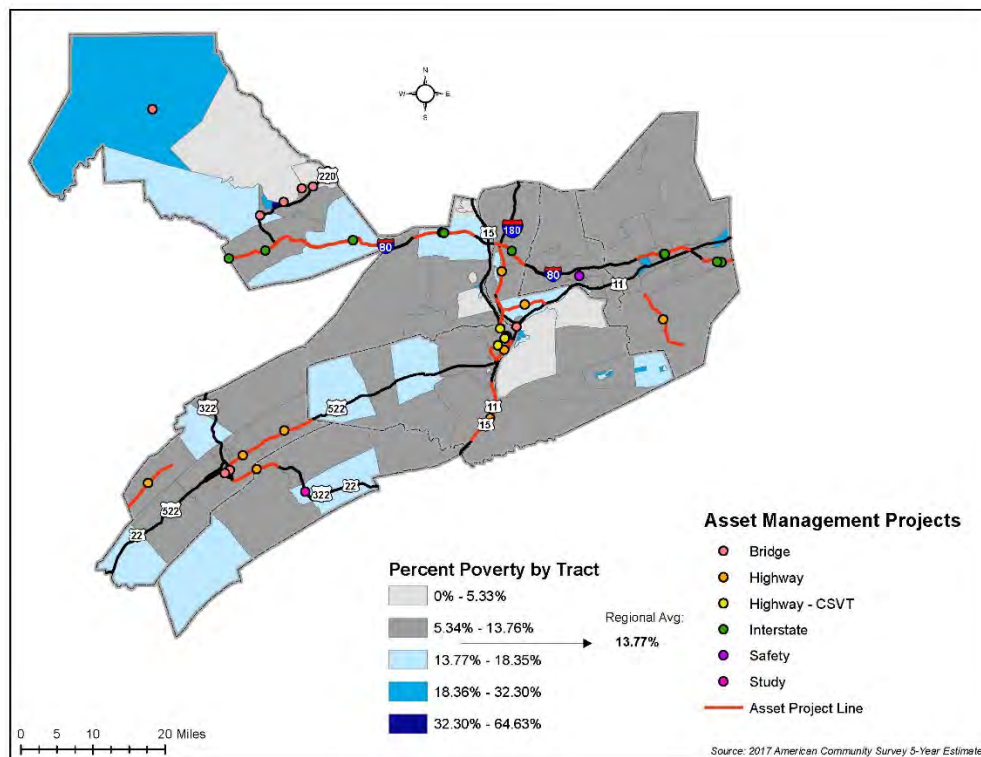 N
W E
S
220
15
180
80
80
11
322
522
11
15
322 22
522
22
Asset Management Projects
Bridge
Highway
Highway - CSVT
Interstate
Safety
Study
Asset Project Line
Percent Poverty by Tract
0% - 5.33%
5.34% - 13.76%
13.77% - 18.35%
18.36% - 32.30%
32.30% - 64.63%
Regional Avg:
13.77%
0 5 10 20 Miles
Source: 2017 American Community Survey 5-Year Estimate